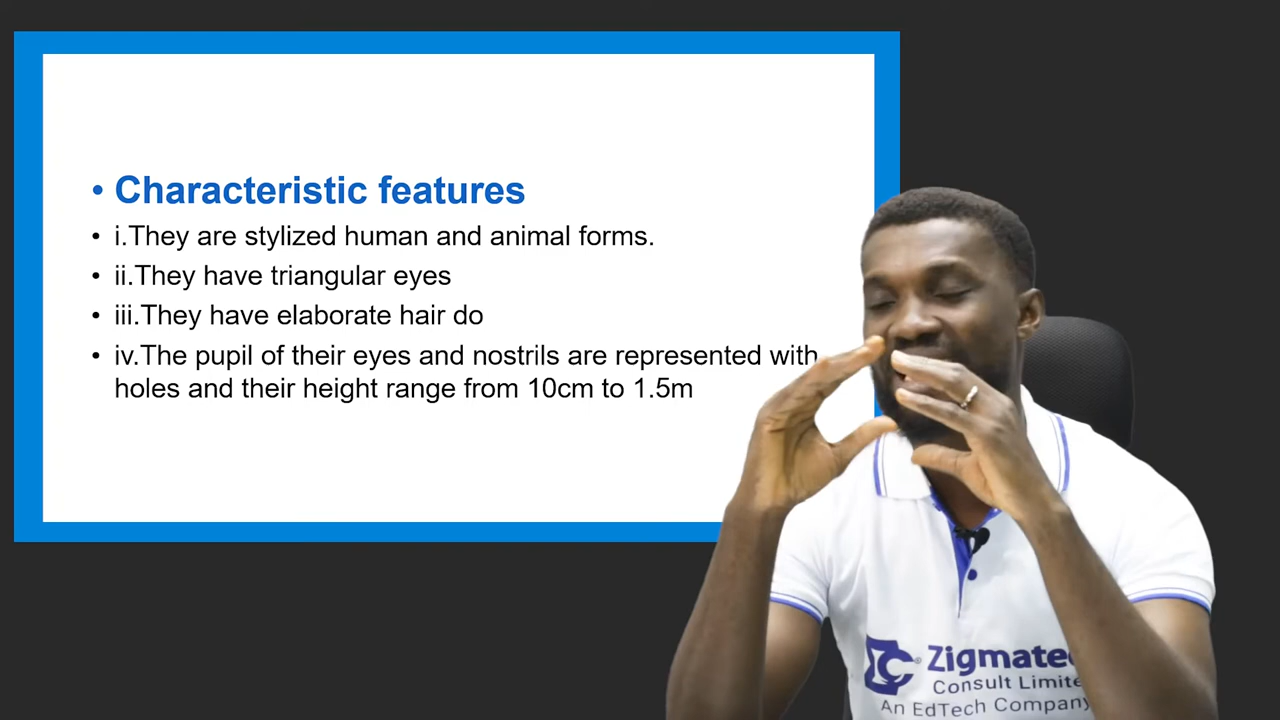 • Characteristic features
• i.They are stylized human and animal forms.
• ii.They have triangular eyes
• iii.They have elaborate hair do
• iv.The pupil of their eyes and nostrils are represented with
holes and their height range from 10cm to 1.5m
ZC®
Consult
An EdTech Company